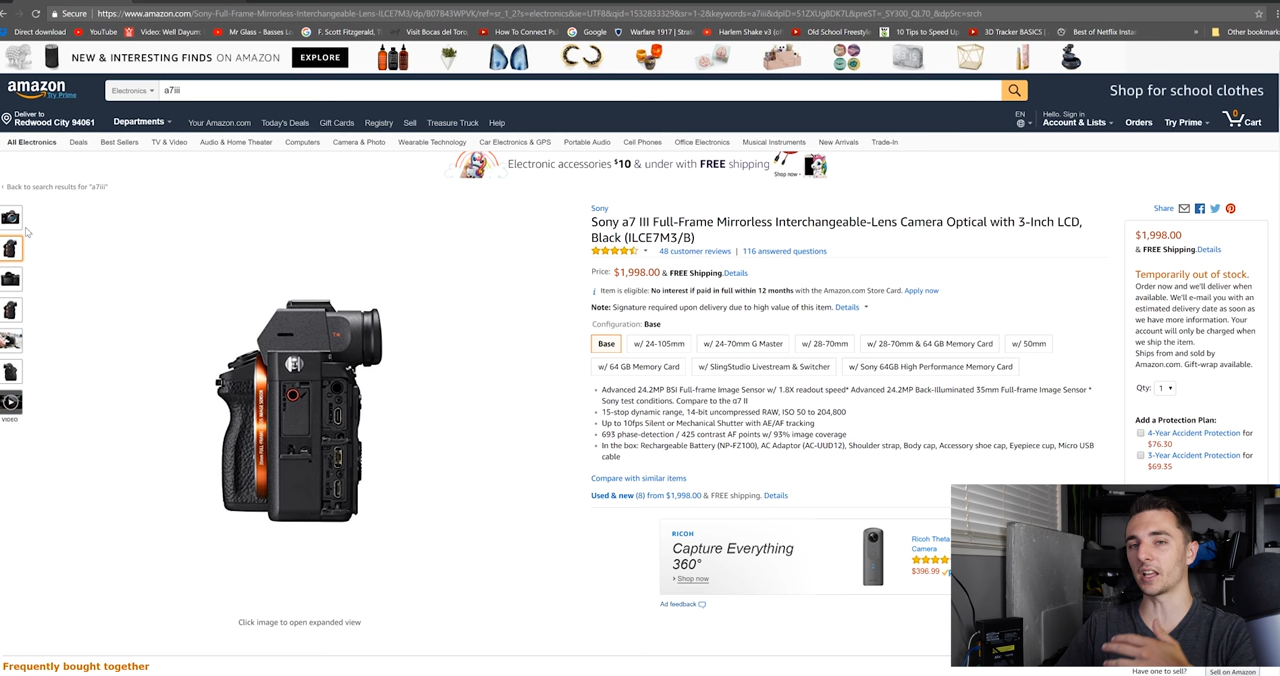 Secure
https://www.amazon.com/Sony-Full-Frame-Mirrorless-Interchangeable-Lens-ILCE7M3/dp/B07B43WPVK/ref=sr_1_2?s=electronics&ie=UTF8&qid=1532833329&sr=1-2&keywords=a7iii&dpID=51ZXUg8DK7L&preST=_SY300_QL70_&dpSrc=srch
Direct download
YouTube
Video: Well Dayum:
Mr Glass - Basses Lo
F. Scott Fitzgerald, T
Visit Bocas del Toro,
How To Connect Ps3
Google
Warfare 1917 | Strat
Harlem Shake v3 (of
Old School Freestyle
10 Tips to Speed Up
3D Tracker BASICS |
Best of Netflix Instan
Other bookmark
NEW & INTERESTING FINDS ON AMAZON
EXPLORE
amazon
Try Prime
Electronics
a7iii
Shop for school clothes
Deliver to
Redwood City 94061
Departments
Your Amazon.com
Today's Deals
Gift Cards
Registry
Sell
Treasure Truck
Help
EN
Hello. Sign in
Account & Lists
Orders
Try Prime
0
Cart
All Electronics
Deals
Best Sellers
TV & Video
Audio & Home Theater
Computers
Camera & Photo
Wearable Technology
Car Electronics & GPS
Portable Audio
Cell Phones
Office Electronics
Musical Instruments
New Arrivals
Trade-In
Electronic accessories $10 & under with FREE shipping
Shop now ›
‹ Back to search results for "a7iii"
VIDEO
Click image to open expanded view
Sony
Sony a7 III Full-Frame Mirrorless Interchangeable-Lens Camera Optical with 3-Inch LCD,
Black (ILCE7M3/B)
48 customer reviews | 116 answered questions
Price: $1,998.00 & FREE Shipping. Details
Item is eligible: No interest if paid in full within 12 months with the Amazon.com Store Card. Apply now
Note: Signature required upon delivery due to high value of this item. Details
Configuration: Base
Base
w/ 24-105mm
w/ 24-70mm G Master
w/ 28-70mm
w/ 28-70mm & 64 GB Memory Card
w/ 50mm
w/ 64 GB Memory Card
w/ SlingStudio Livestream & Switcher
w/ Sony 64GB High Performance Memory Card
• Advanced 24.2MP BSI Full-frame Image Sensor w/ 1.8X readout speed* Advanced 24.2MP Back-Illuminated 35mm Full-frame Image Sensor *
Sony test conditions. Compare to the α7 II
• 15-stop dynamic range, 14-bit uncompressed RAW, ISO 50 to 204,800
• Up to 10fps Silent or Mechanical Shutter with AE/AF tracking
• 693 phase-detection / 425 contrast AF points w/ 93% image coverage
• In the box: Rechargeable Battery (NP-FZ100), AC Adaptor (AC-UUD12), Shoulder strap, Body cap, Accessory shoe cap, Eyepiece cup, Micro USB
cable
Compare with similar items
Used & new (8) from $1,998.00 & FREE shipping. Details
RICOH
Capture Everything
360°
› Shop now
Ricoh Theta
Camera
$396.99
Ad feedback
Share
$1,998.00
& FREE Shipping. Details
Temporarily out of stock.
Order now and we'll deliver when
available. We'll e-mail you with an
estimated delivery date as soon as
we have more information. Your
account will only be charged when
we ship the item.
Ships from and sold by
Amazon.com. Gift-wrap available.
Qty: 1
Add a Protection Plan:
4-Year Accident Protection for
$76.30
3-Year Accident Protection for
$69.35
Have one to sell?
Sell on Amazon
Frequently bought together